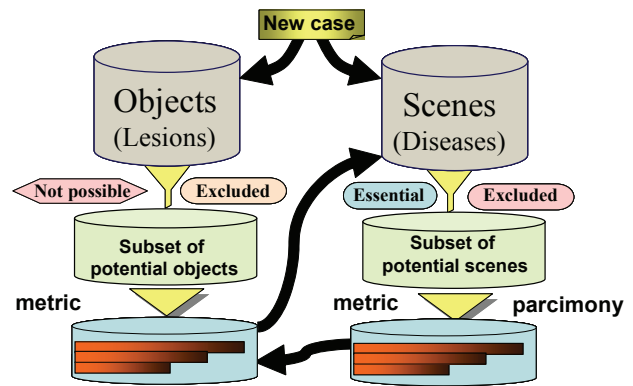 New case
Objects
(Lesions)
Scenes
(Diseases)
Not possible
Excluded
Essential
Excluded
Subset of
potential objects
Subset of
potential scenes
metric
metric
parcimony